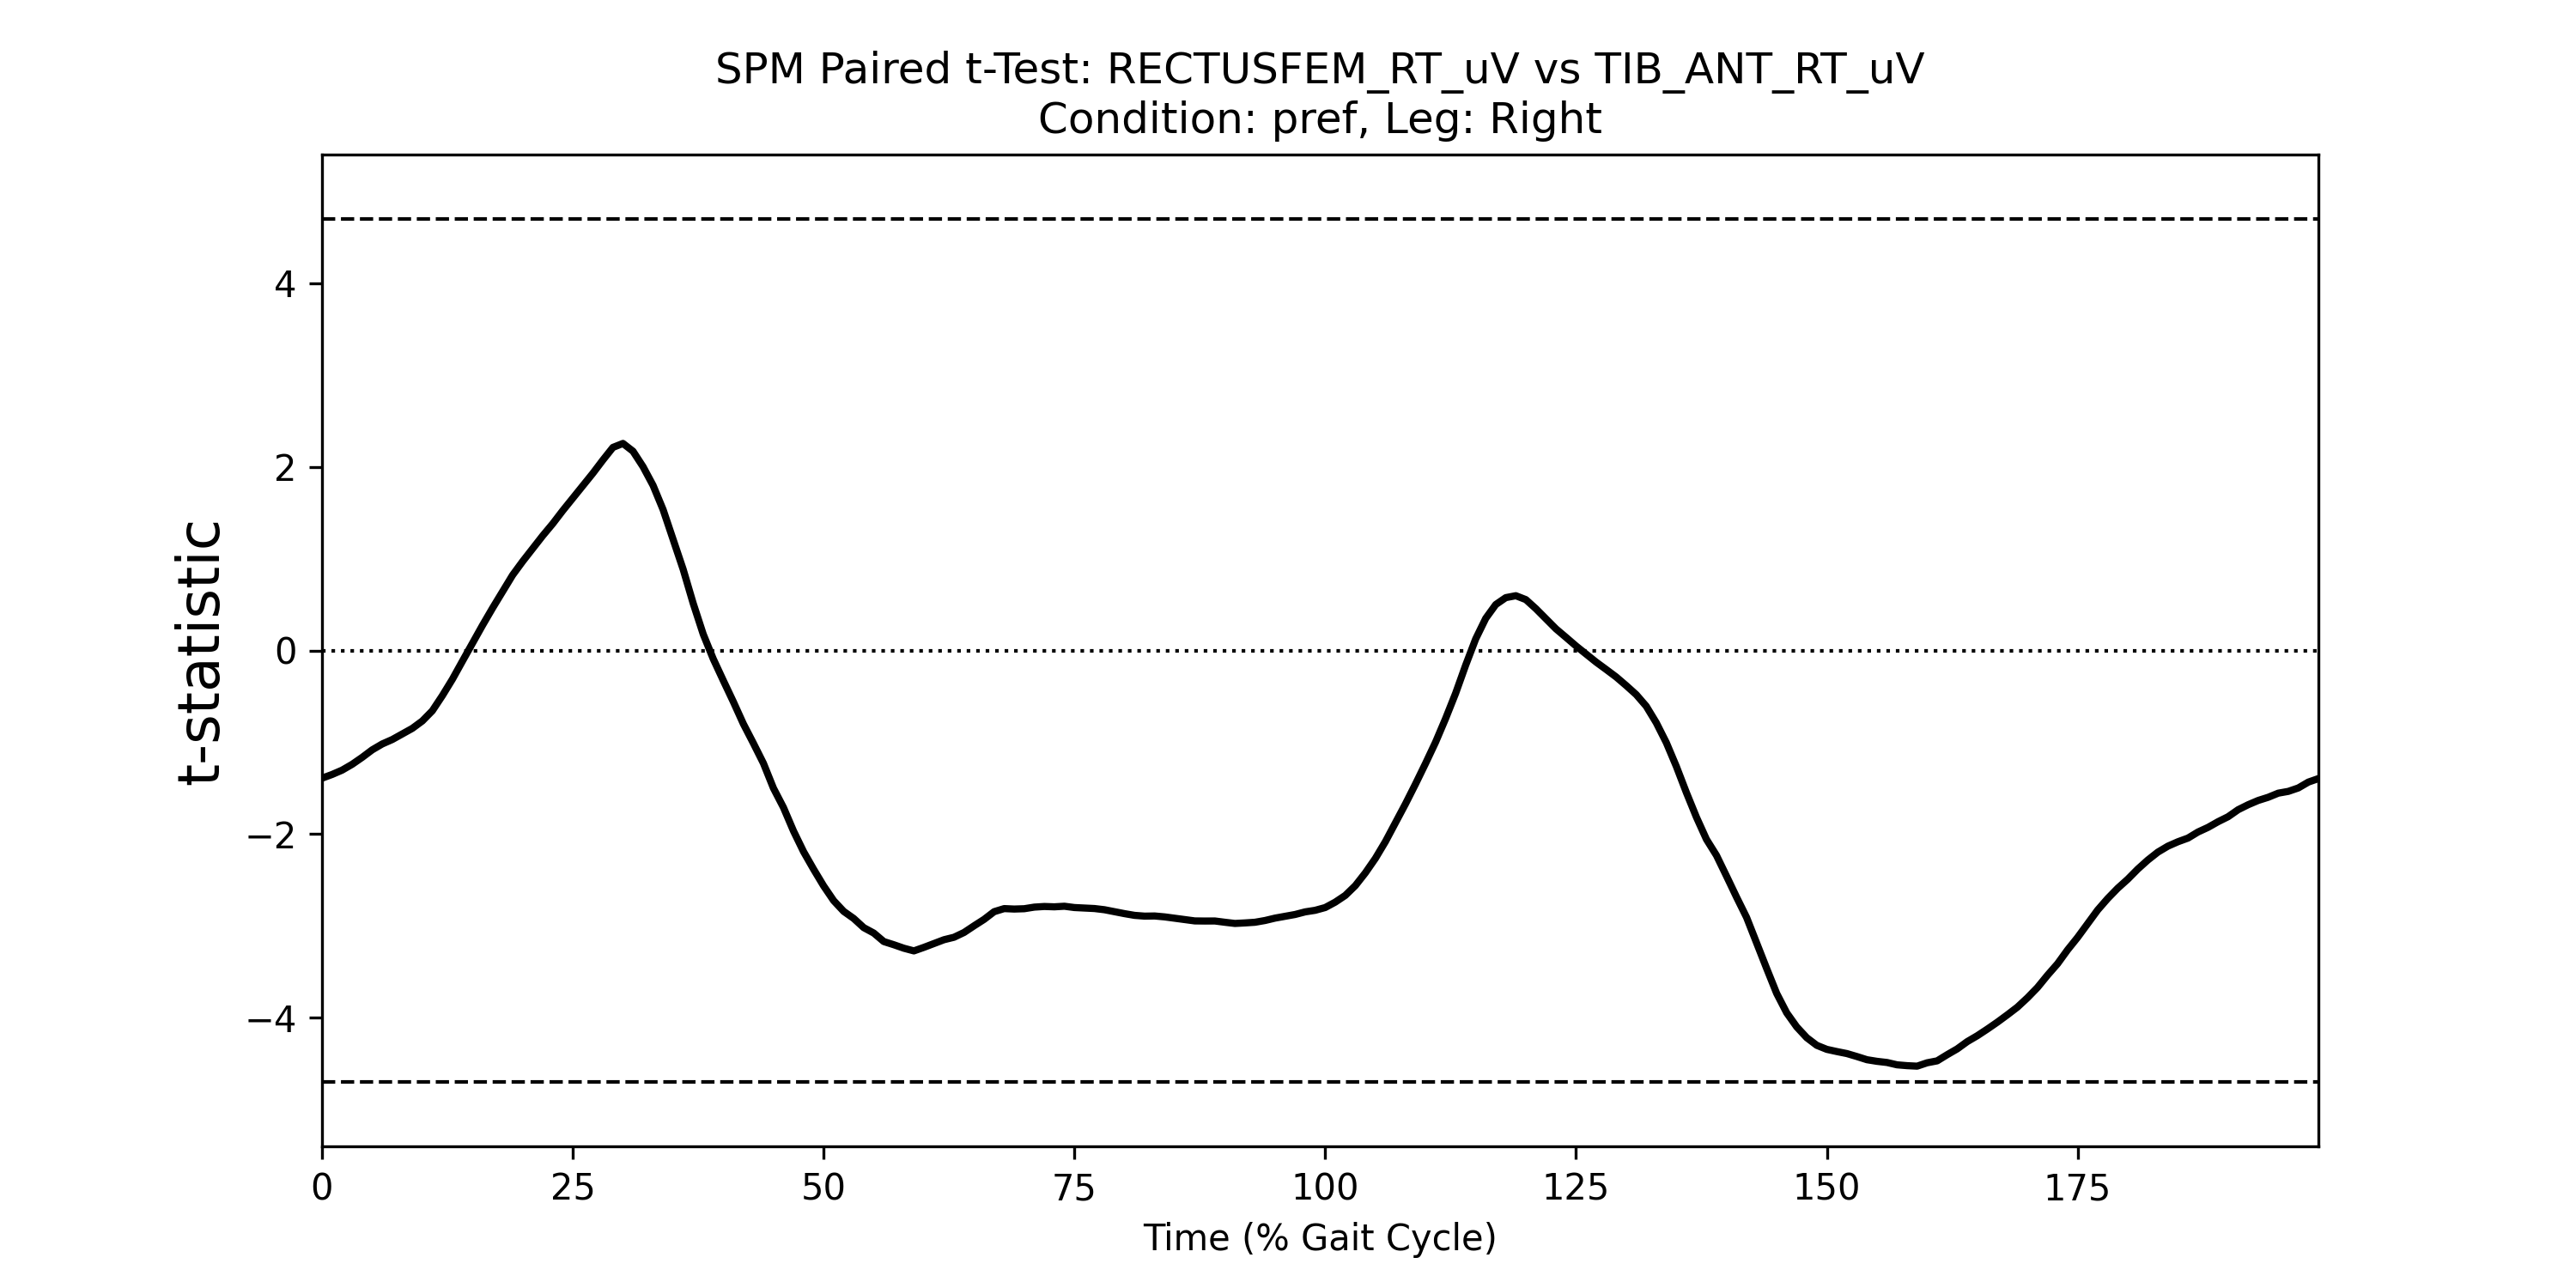 SPM Paired t-Test: RECTUSFEM_RT_uV vs TIB_ANT_RT_uV
Condition: pref, Leg: Right
t-statistic
4
2
0
−2
−4
0 25 50 75 100 125 150 175
Time (% Gait Cycle)